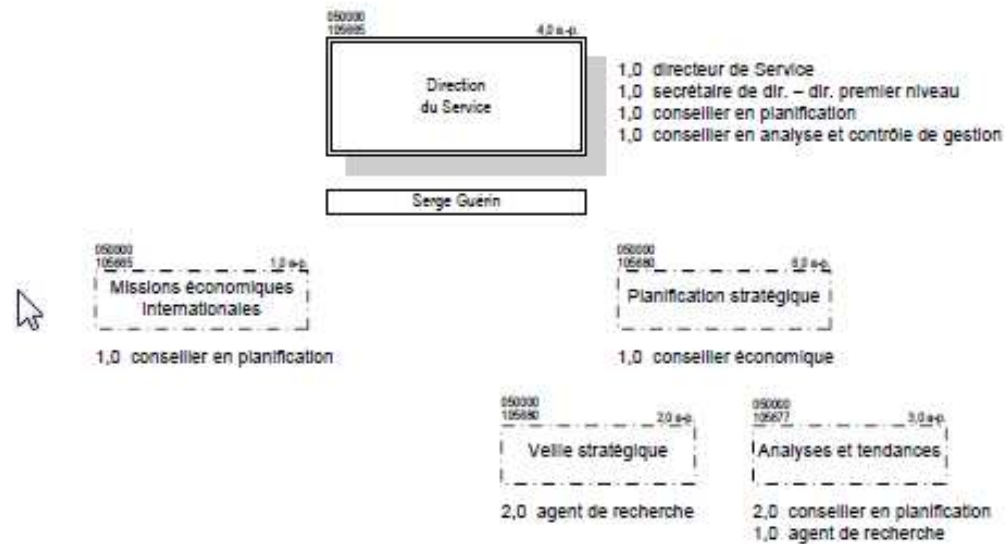 050000
105665 4,0 a.-p.
Direction
du Service
1,0 directeur de Service
1,0 secrétaire de dir. – dir. premier niveau
1,0 conseiller en planification
1,0 conseiller en analyse et contrôle de gestion
Serge Guérin
050000
105665 1,0 a-p.
Missions économiques
Internationales
1,0 conseiller en planification
050000
105680 6,0 a-p.
Planification stratégique
1,0 conseiller économique
050000
105680 2,0 a-p.
Veille stratégique
2,0 agent de recherche
050000
105677 3,0 a-p.
Analyses et tendances
2,0 conseiller en planification
1,0 agent de recherche